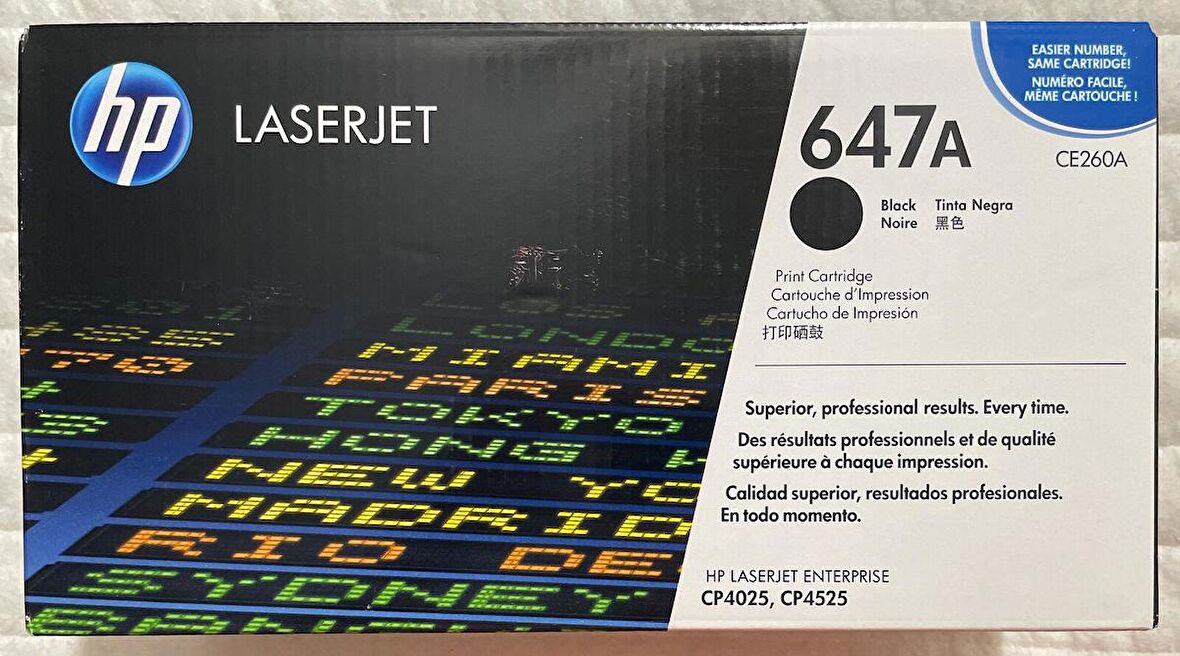 hp
LASERJET
EASIER NUMBER,
SAME CARTRIDGE!
NUMÉRO FACILE,
MÊME CARTOUCHE !
647A
CE260A
Black Tinta Negra
Noire 黑色
Print Cartridge
Cartouche d'Impression
Cartucho de Impresión
打印硒鼓
Superior, professional results. Every time.
Des résultats professionnels et de qualité
supérieure à chaque impression.
Calidad superior, resultados profesionales.
En todo momento.
HP LASERJET ENTERPRISE
CP4025, CP4525
LONDO
MIAMI
PARIS
TOKYO
HONG K
NEW YO
MADRID
RIO DE
SYDNEY